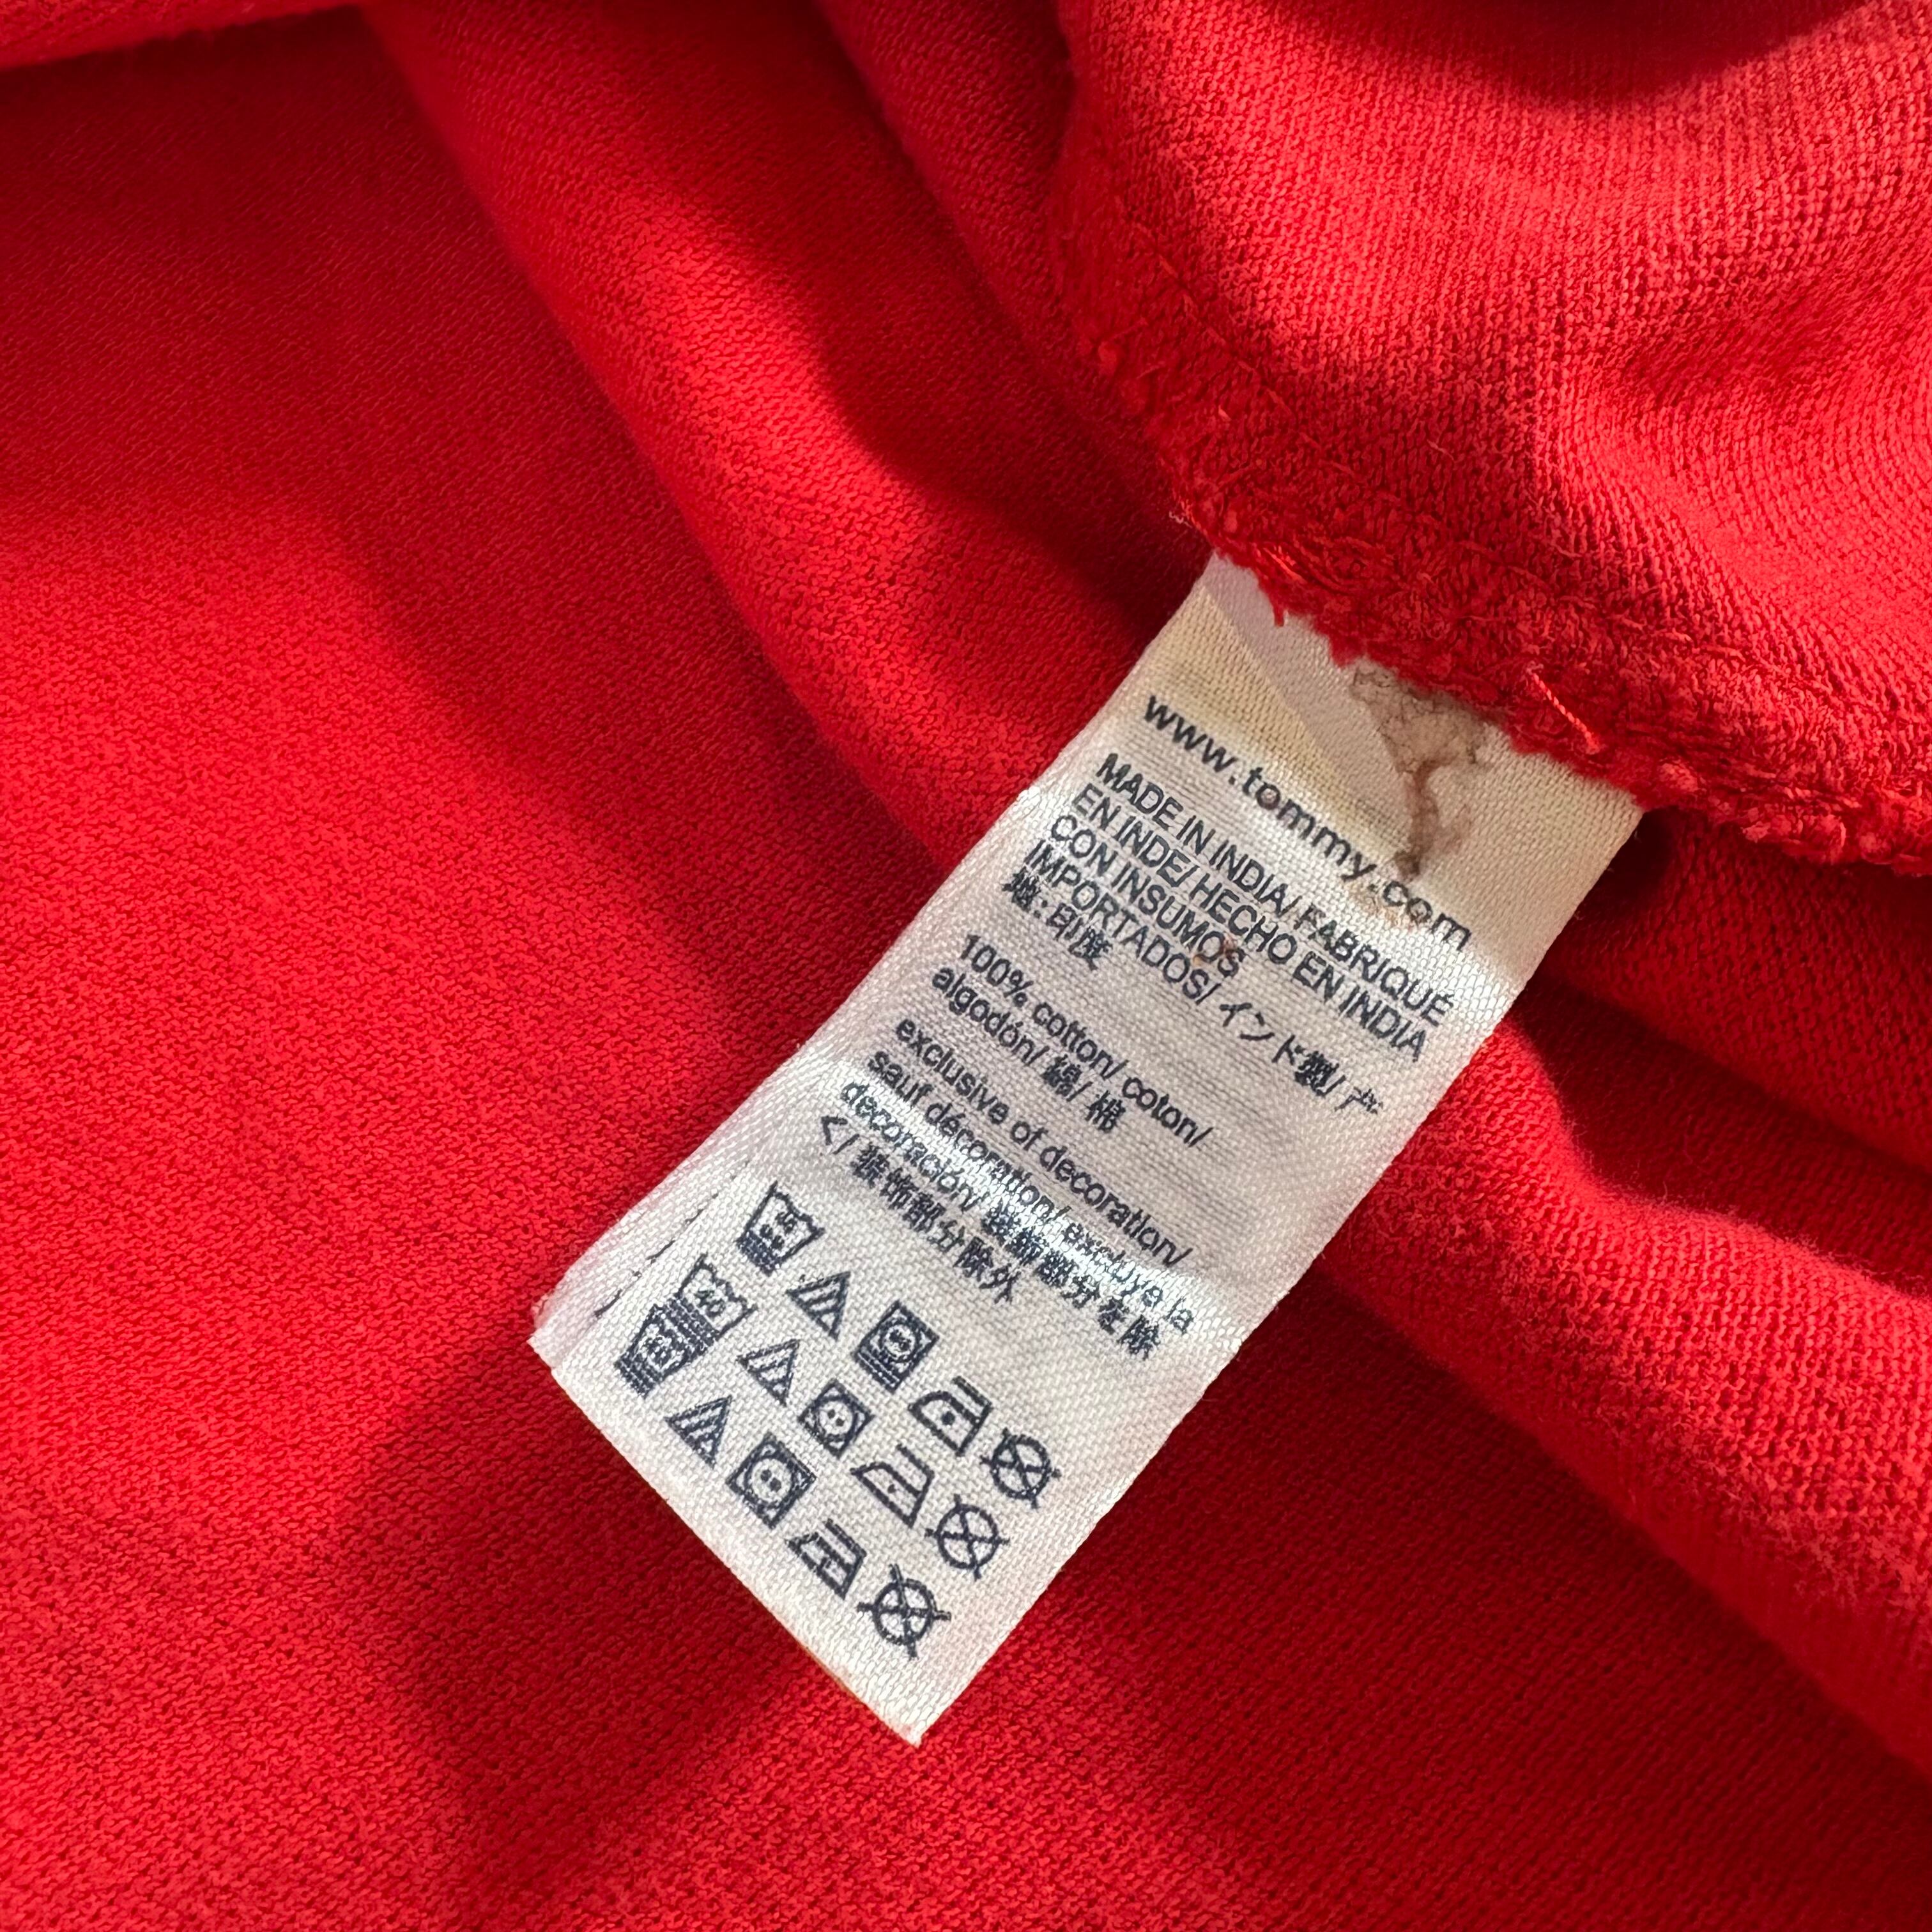 www.tommy.com
MADE IN INDIA/ FABRIQUÉ
EN INDE/ HECHO EN INDIA
CON INSUMOS
IMPORTADOS/ インド製/ 产
地: 印度
100% cotton/ coton/
algodón/ 綿/ 棉
exclusive of decoration/
sauf décoration/ excluye la
decoración/ 装飾部分を除
く/ 装饰部分除外